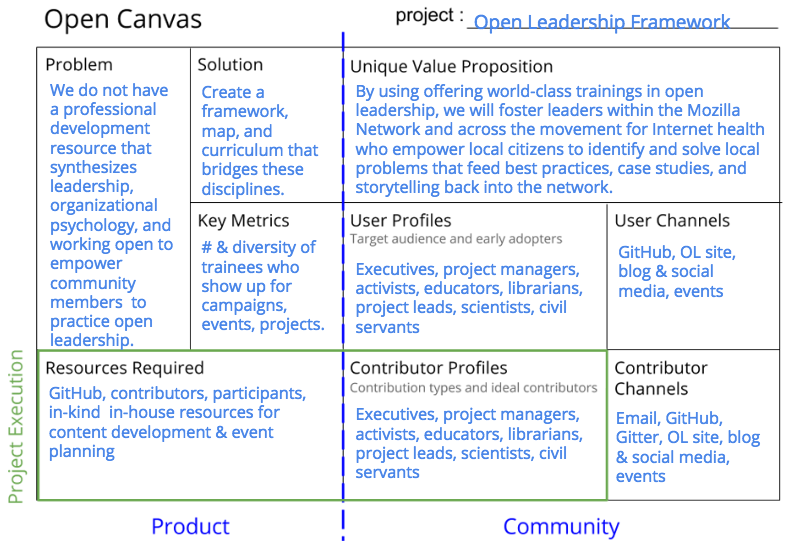 Open Canvas
project : Open Leadership Framework
Problem
We do not have
a professional
development
resource that
synthesizes
leadership,
organizational
psychology, and
working open to
empower
community
members to
practice open
leadership.
Solution
Create a
framework,
map, and
curriculum that
bridges these
disciplines.
Unique Value Proposition
By using offering world-class trainings in open
leadership, we will foster leaders within the Mozilla
Network and across the movement for Internet health
who empower local citizens to identify and solve local
problems that feed best practices, case studies, and
storytelling back into the network.
Key Metrics
# & diversity of
trainees who
show up for
campaigns,
events, projects.
User Profiles
Target audience and early adopters
Executives, project managers,
activists, educators, librarians,
project leads, scientists, civil
servants
User Channels
GitHub, OL site,
blog & social
media, events
Project Execution
Resources Required
GitHub, contributors, participants,
in-kind in-house resources for
content development & event
planning
Contributor Profiles
Contribution types and ideal contributors
Executives, project managers,
activists, educators, librarians,
project leads, scientists, civil
servants
Contributor
Channels
Email, GitHub,
Gitter, OL site, blog
& social media,
events
Product
Community